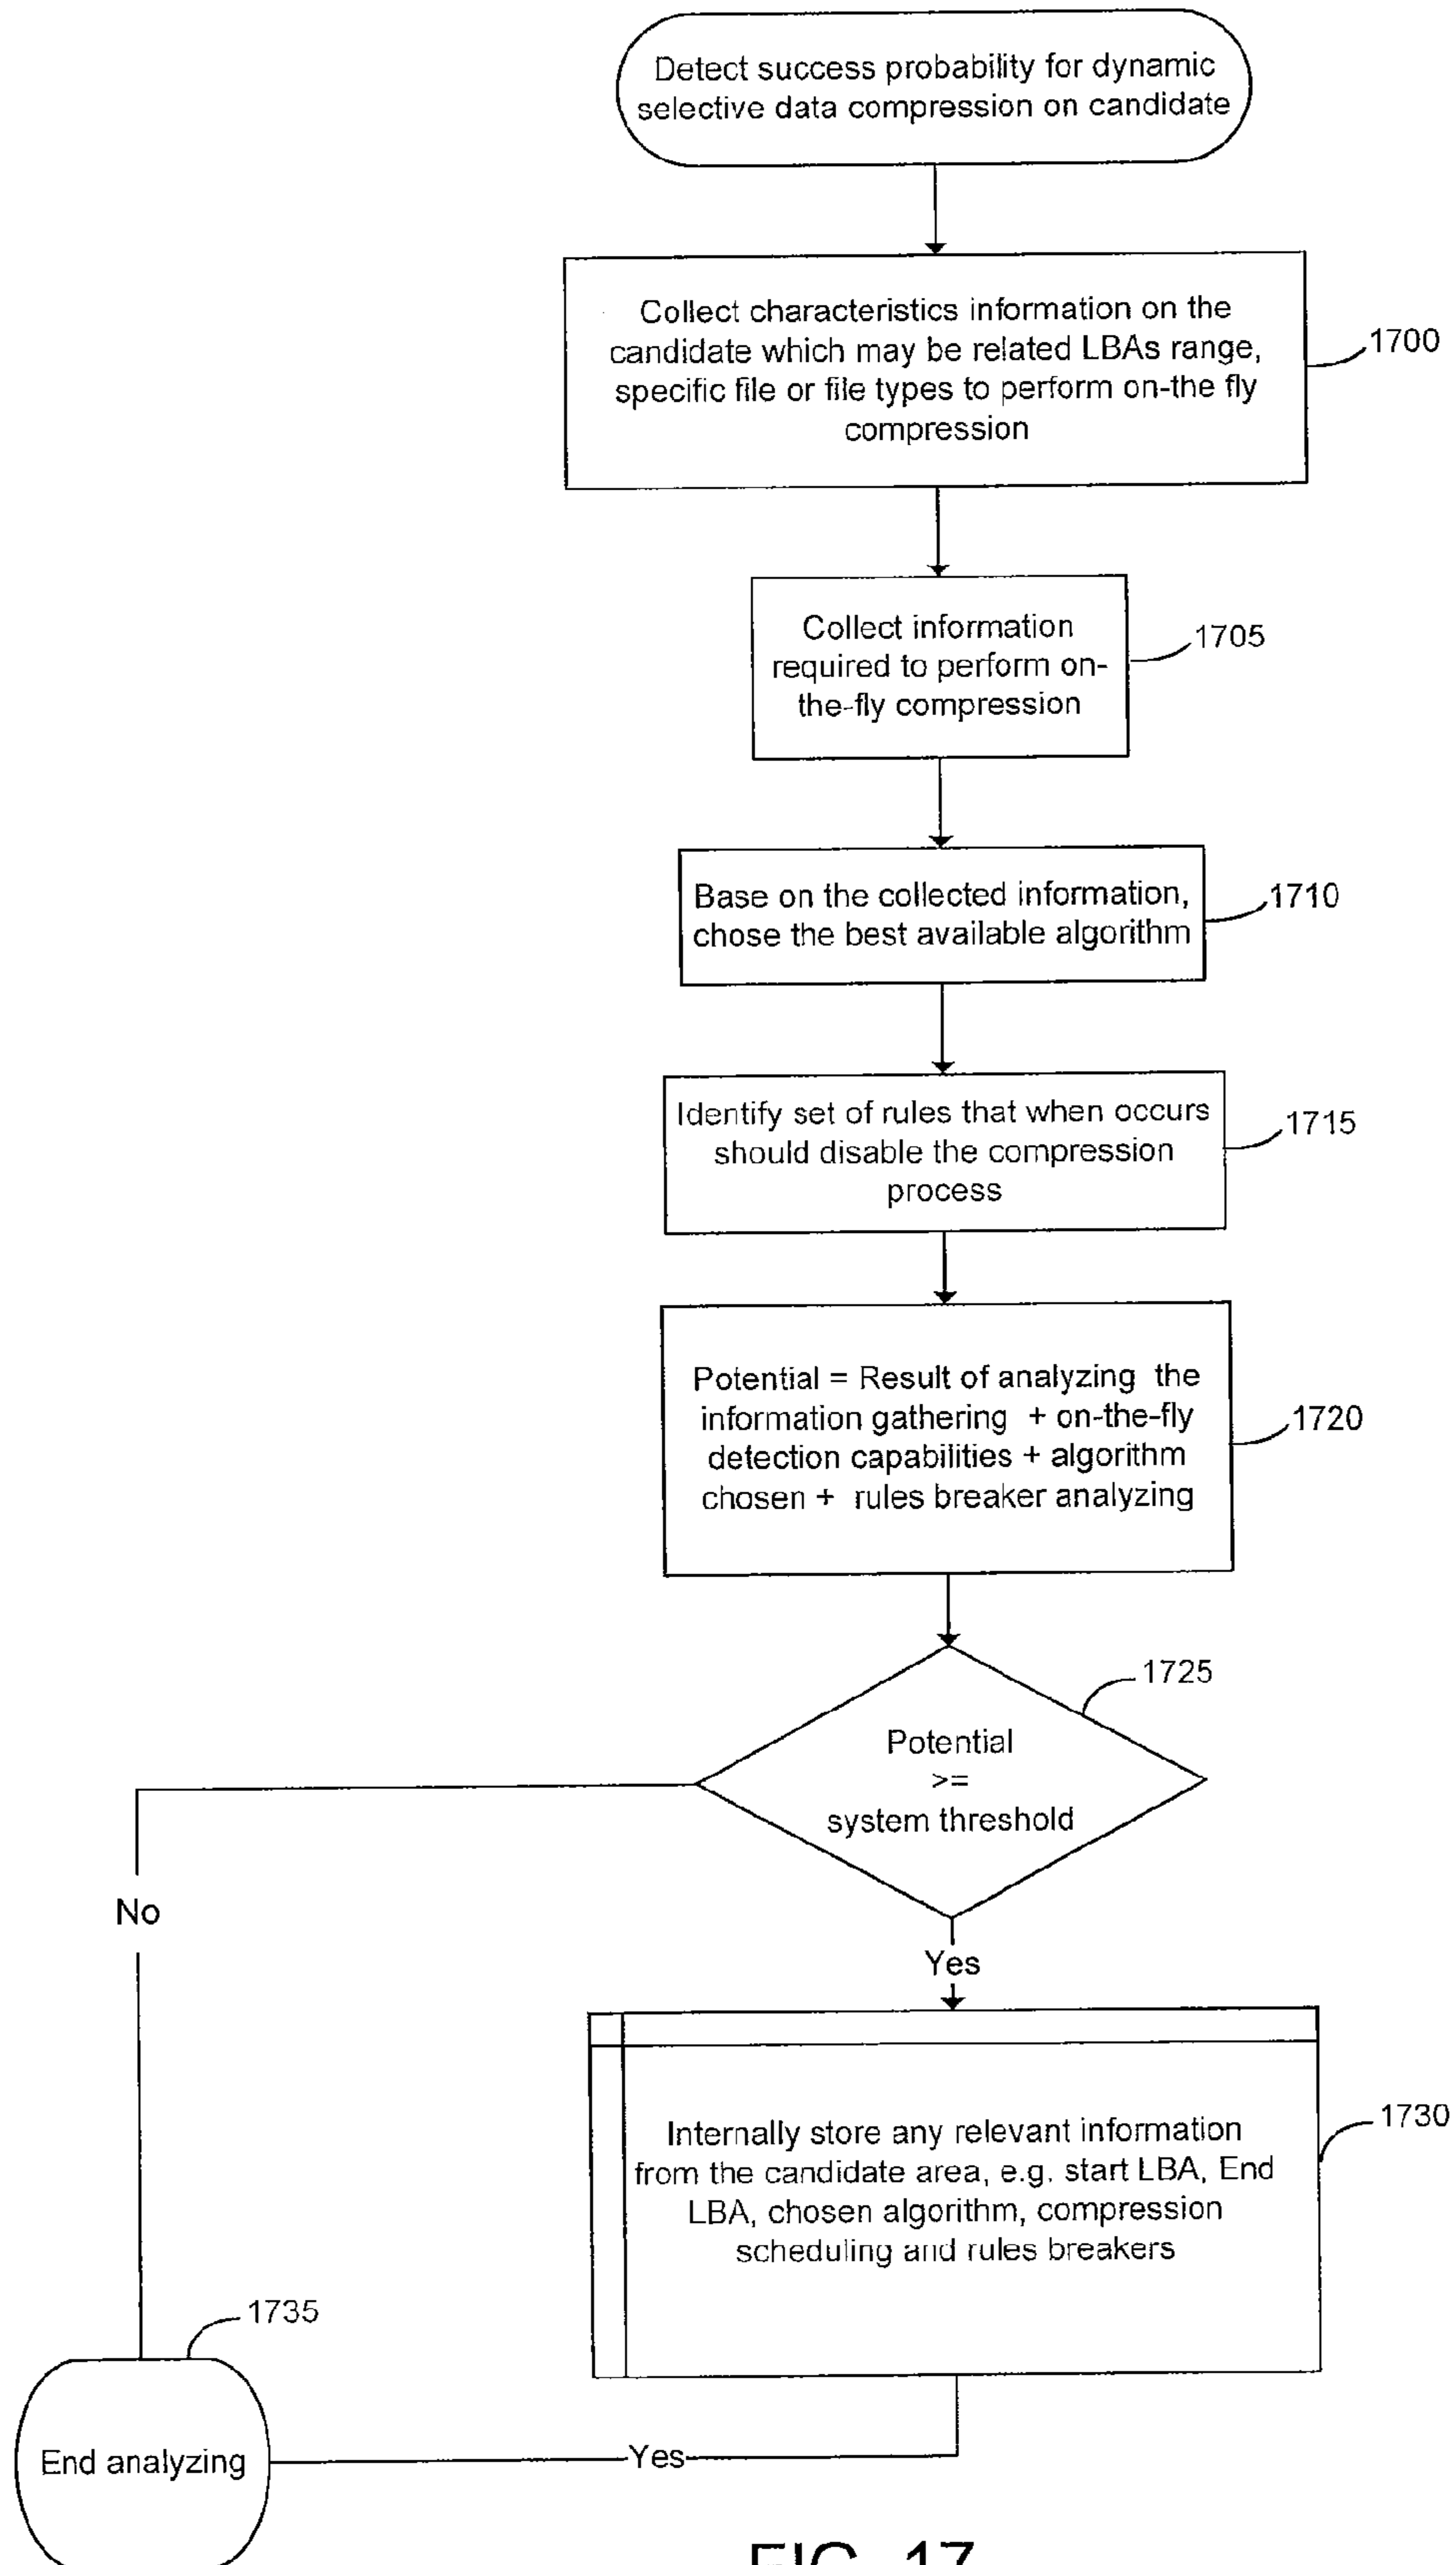 Detect success probability for dynamic
selective data compression on candidate
Collect characteristics information on the
candidate which may be related LBAs range,
specific file or file types to perform on-the fly
compression
1700
Collect information
required to perform on-
the-fly compression
1705
Base on the collected information,
chose the best available algorithm
1710
Identify set of rules that when occurs
should disable the compression
process
1715
Potential = Result of analyzing the
information gathering + on-the-fly
detection capabilities + algorithm
chosen + rules breaker analyzing
1720
1725
Potential
>=
system threshold
No
Yes
Internally store any relevant information
from the candidate area, e.g. start LBA, End
LBA, chosen algorithm, compression
scheduling and rules breakers
1730
1735
End analyzing
Yes
FIG. 17